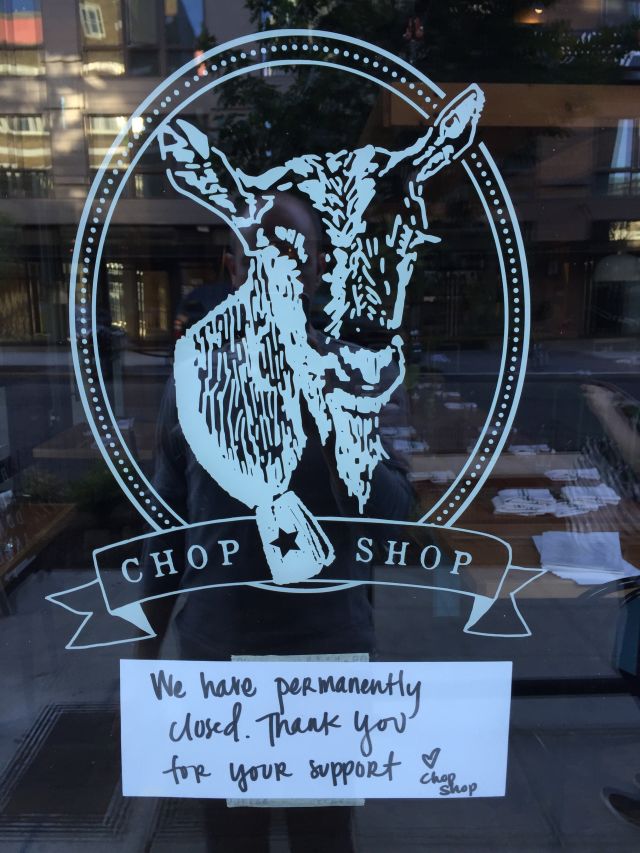 CHOP SHOP
We have permanently
closed. Thank you
for your support ♡
Chop
Shop